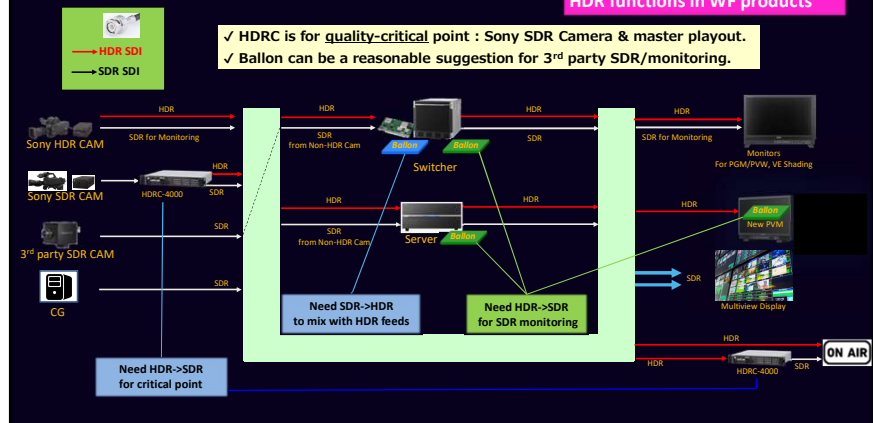 HDR functions in WF products
✓ HDRC is for quality-critical point : Sony SDR Camera & master playout.
✓ Ballon can be a reasonable suggestion for 3rd party SDR/monitoring.
HDR SDI
SDR SDI
HDR
SDR for Monitoring
Sony HDR CAM
HDR
SDR
HDRC-4000
Sony SDR CAM
SDR
3rd party SDR CAM
SDR
CG
HDR
SDR
from Non-HDR Cam
Ballon
Ballon
Switcher
HDR
SDR
HDR
SDR
from Non-HDR Cam
Server
Ballon
HDR
HDR
SDR for Monitoring
Monitors
For PGM/PVW, VE Shading
HDR
Ballon
New PVM
SDR
Multiview Display
Need SDR->HDR
to mix with HDR feeds
Need HDR->SDR
for SDR monitoring
Need HDR->SDR
for critical point
HDR
HDR
HDRC-4000
SDR
ON AIR